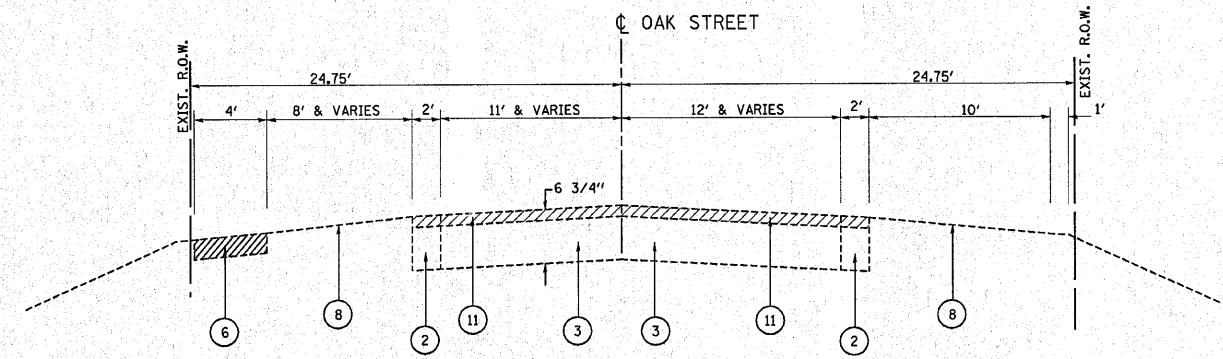 ℄ OAK STREET
EXIST. R.O.W.
EXIST. R.O.W.
24.75'
24.75'
4'
8' & VARIES
2'
11' & VARIES
12' & VARIES
2'
10'
1'
6 3/4"
6
8
2
11
3
3
11
2
8